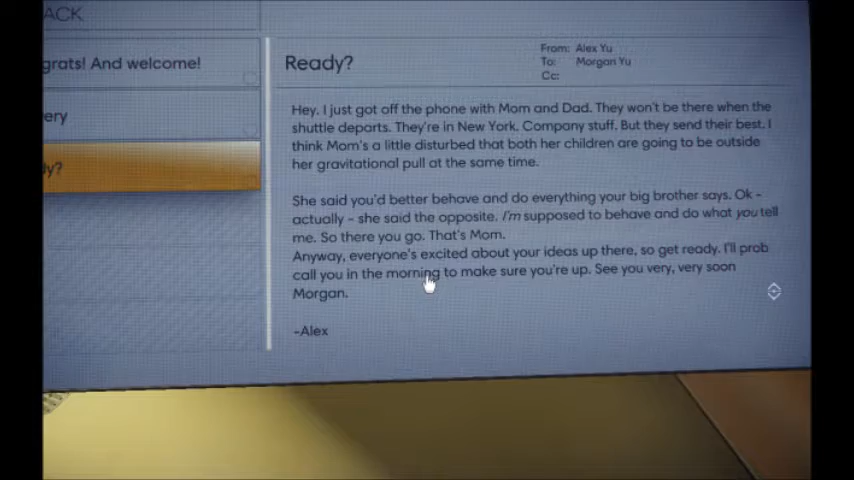 ACK
grats! And welcome!
ery
dy?
Ready?
From: Alex Yu
To: Morgan Yu
Cc:
Hey. I just got off the phone with Mom and Dad. They won't be there when the
shuttle departs. They're in New York. Company stuff. But they send their best. I
think Mom's a little disturbed that both her children are going to be outside
her gravitational pull at the same time.
She said you'd better behave and do everything your big brother says. Ok -
actually - she said the opposite. I'm supposed to behave and do what you tell
me. So there you go. That's Mom.
Anyway, everyone's excited about your ideas up there, so get ready. I'll prob
call you in the morning to make sure you're up. See you very, very soon
Morgan.
-Alex